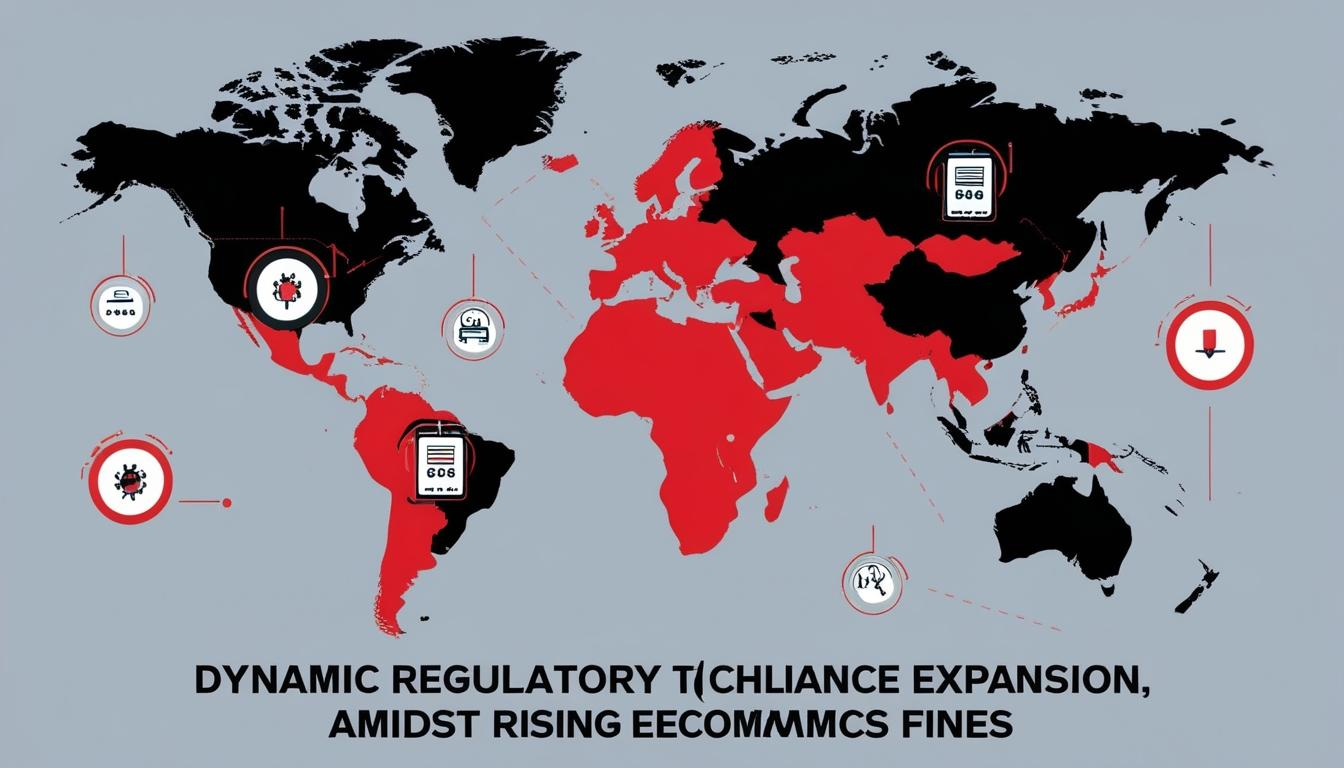 DYNAMIC REGULATORY T(CHLIANCE EXPANSION,
AMIDST RISING EECOMMMCS FINES